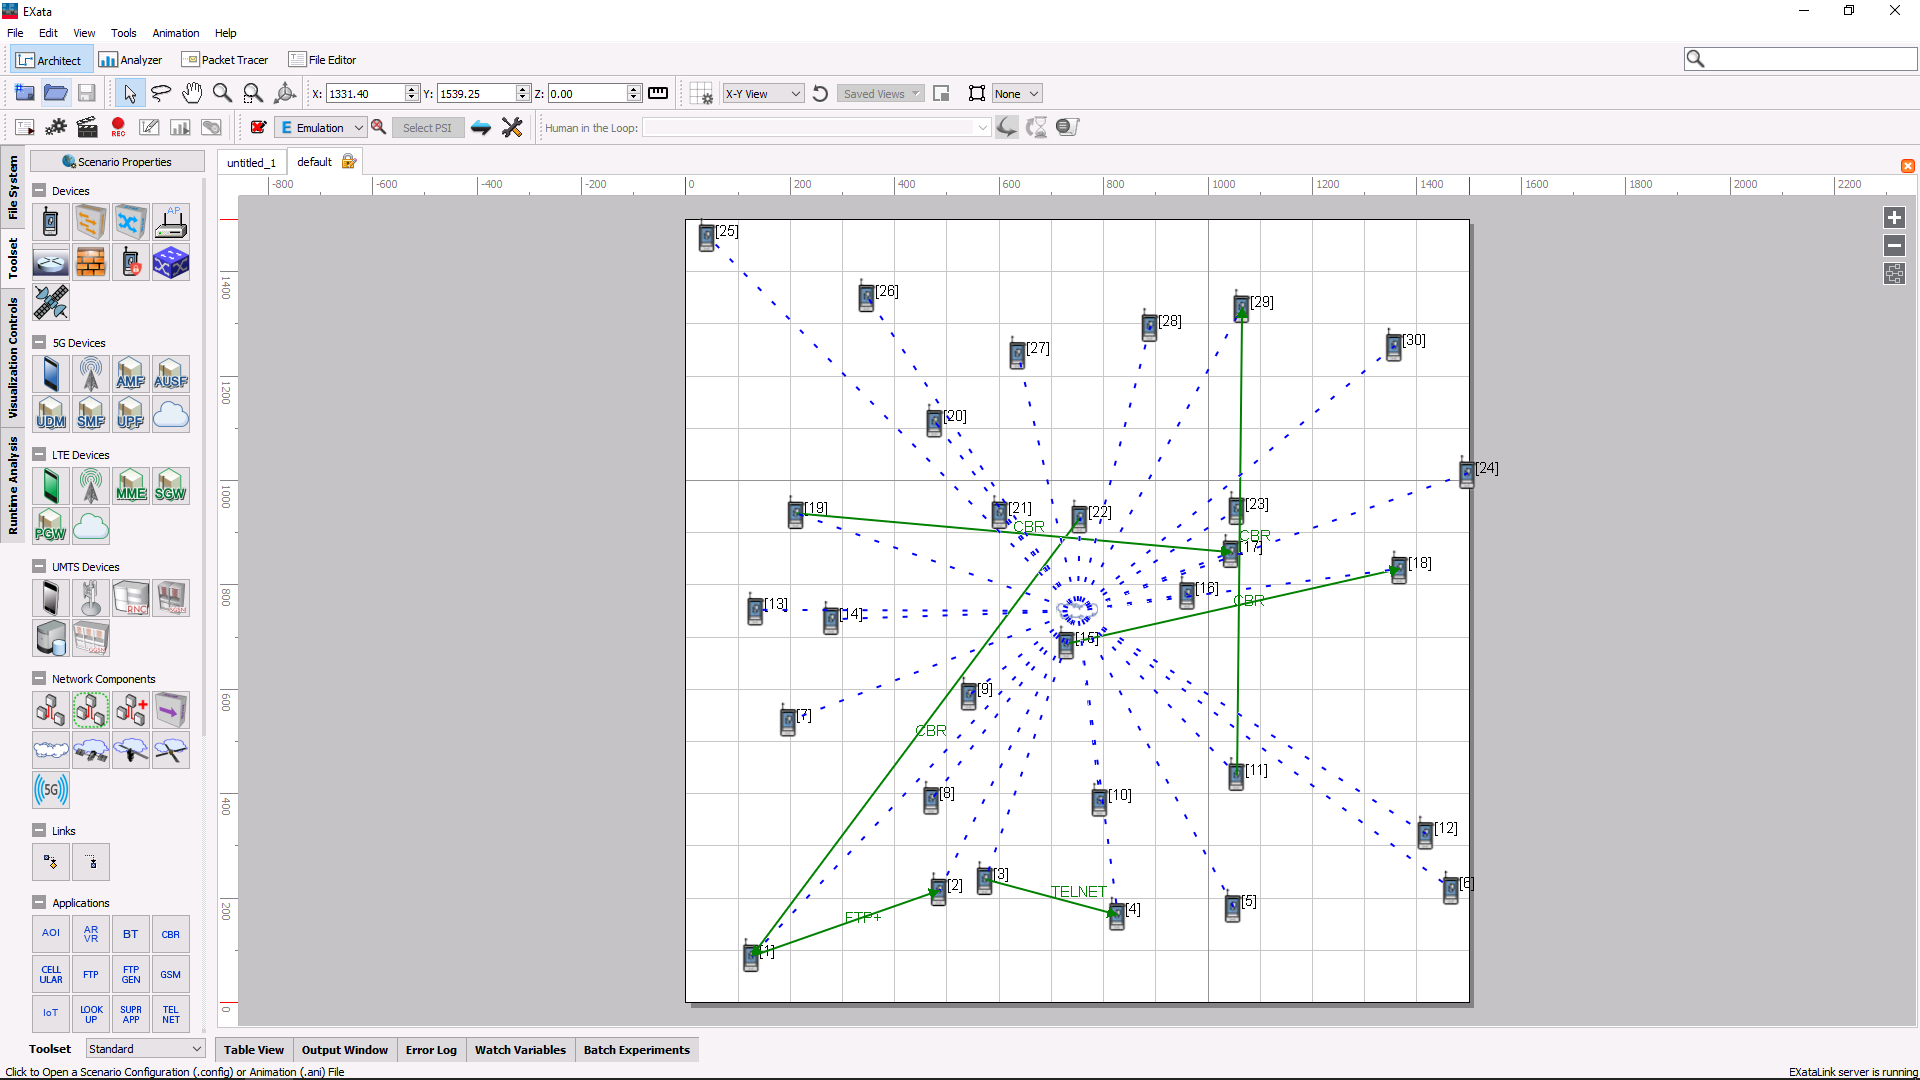 EXata
File Edit View Tools Animation Help
Architect Analyzer Packet Tracer File Editor
X: 1331.40 Y: 1539.25 Z: 0.00 X-Y View Saved Views None
REC Emulation Select PSI Human in the Loop:
Scenario Properties untitled_1 default
-800 -600 -400 -200 0 200 400 600 800 1000 1200 1400 1600 1800 2000 2200
File System
Toolset
Visualization Controls
Runtime Analysis
Devices
AP
5G Devices
AMF AUSF
UDM SMF UPF
LTE Devices
MME SGW
PGW
UMTS Devices
RNC SGSN
GGSN
Network Components
5G
Links
Applications
AOI AR VR BT CBR
CELL ULAR FTP FTP GEN GSM
IoT LOOK UP SUPR APP TEL NET
Toolset Standard
1400
1200
1000
800
600
400
200
0
[25]
[26]
[29]
[28]
[30]
[27]
[20]
[24]
[19] [21] [22] [23]
CBR CBR
[17]
[18]
[16]
CBR
[13] [14]
[15]
[9]
[7]
CBR
[11]
[8] [10]
[12]
[3] [6]
[2] TELNET
[5]
[4]
FTP+
[1]
Table View Output Window Error Log Watch Variables Batch Experiments
Click to Open a Scenario Configuration (.config) or Animation (.ani) File EXataLink server is running